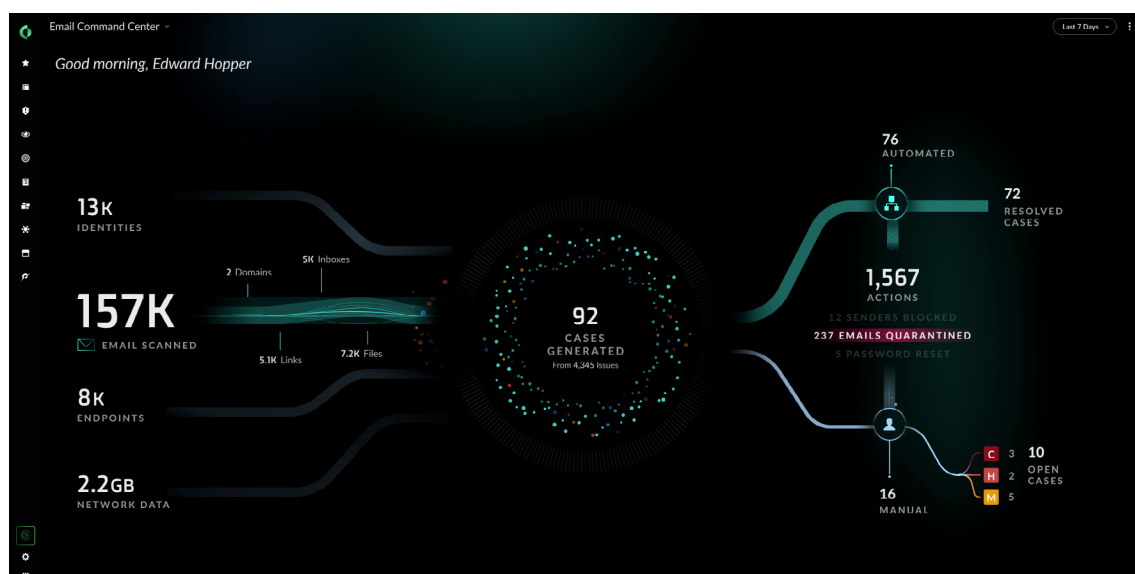 Email Command Center
Last 7 Days
Good morning, Edward Hopper
13K
IDENTITIES
2 Domains
5K Inboxes
157K
EMAIL SCANNED
5.1K Links
7.2K Files
8K
ENDPOINTS
2.2GB
NETWORK DATA
92
CASES
GENERATED
From 4,345 Issues
76
AUTOMATED
72
RESOLVED
CASES
1,567
ACTIONS
12 SENDERS BLOCKED
237 EMAILS QUARANTINED
5 PASSWORD RESET
16
MANUAL
C 3
H 2
M 5
10
OPEN
CASES